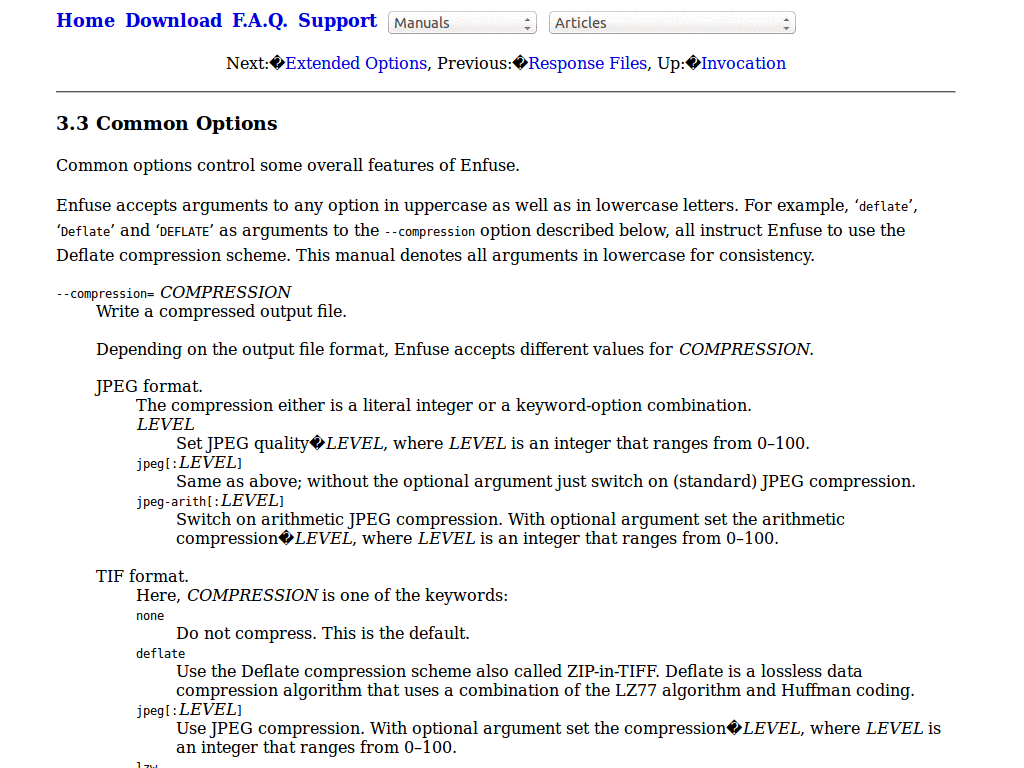 Home Download F.A.Q. Support Manuals Articles
Next:�Extended Options, Previous:�Response Files, Up:�Invocation
3.3 Common Options
Common options control some overall features of Enfuse.
Enfuse accepts arguments to any option in uppercase as well as in lowercase letters. For example, ‘deflate’,
‘Deflate’ and ‘DEFLATE’ as arguments to the --compression option described below, all instruct Enfuse to use the
Deflate compression scheme. This manual denotes all arguments in lowercase for consistency.
--compression= COMPRESSION
Write a compressed output file.
Depending on the output file format, Enfuse accepts different values for COMPRESSION.
JPEG format.
The compression either is a literal integer or a keyword-option combination.
LEVEL
Set JPEG quality�LEVEL, where LEVEL is an integer that ranges from 0–100.
jpeg[:LEVEL]
Same as above; without the optional argument just switch on (standard) JPEG compression.
jpeg-arith[:LEVEL]
Switch on arithmetic JPEG compression. With optional argument set the arithmetic
compression�LEVEL, where LEVEL is an integer that ranges from 0–100.
TIF format.
Here, COMPRESSION is one of the keywords:
none
Do not compress. This is the default.
deflate
Use the Deflate compression scheme also called ZIP-in-TIFF. Deflate is a lossless data
compression algorithm that uses a combination of the LZ77 algorithm and Huffman coding.
jpeg[:LEVEL]
Use JPEG compression. With optional argument set the compression�LEVEL, where LEVEL is
an integer that ranges from 0–100.
lzw